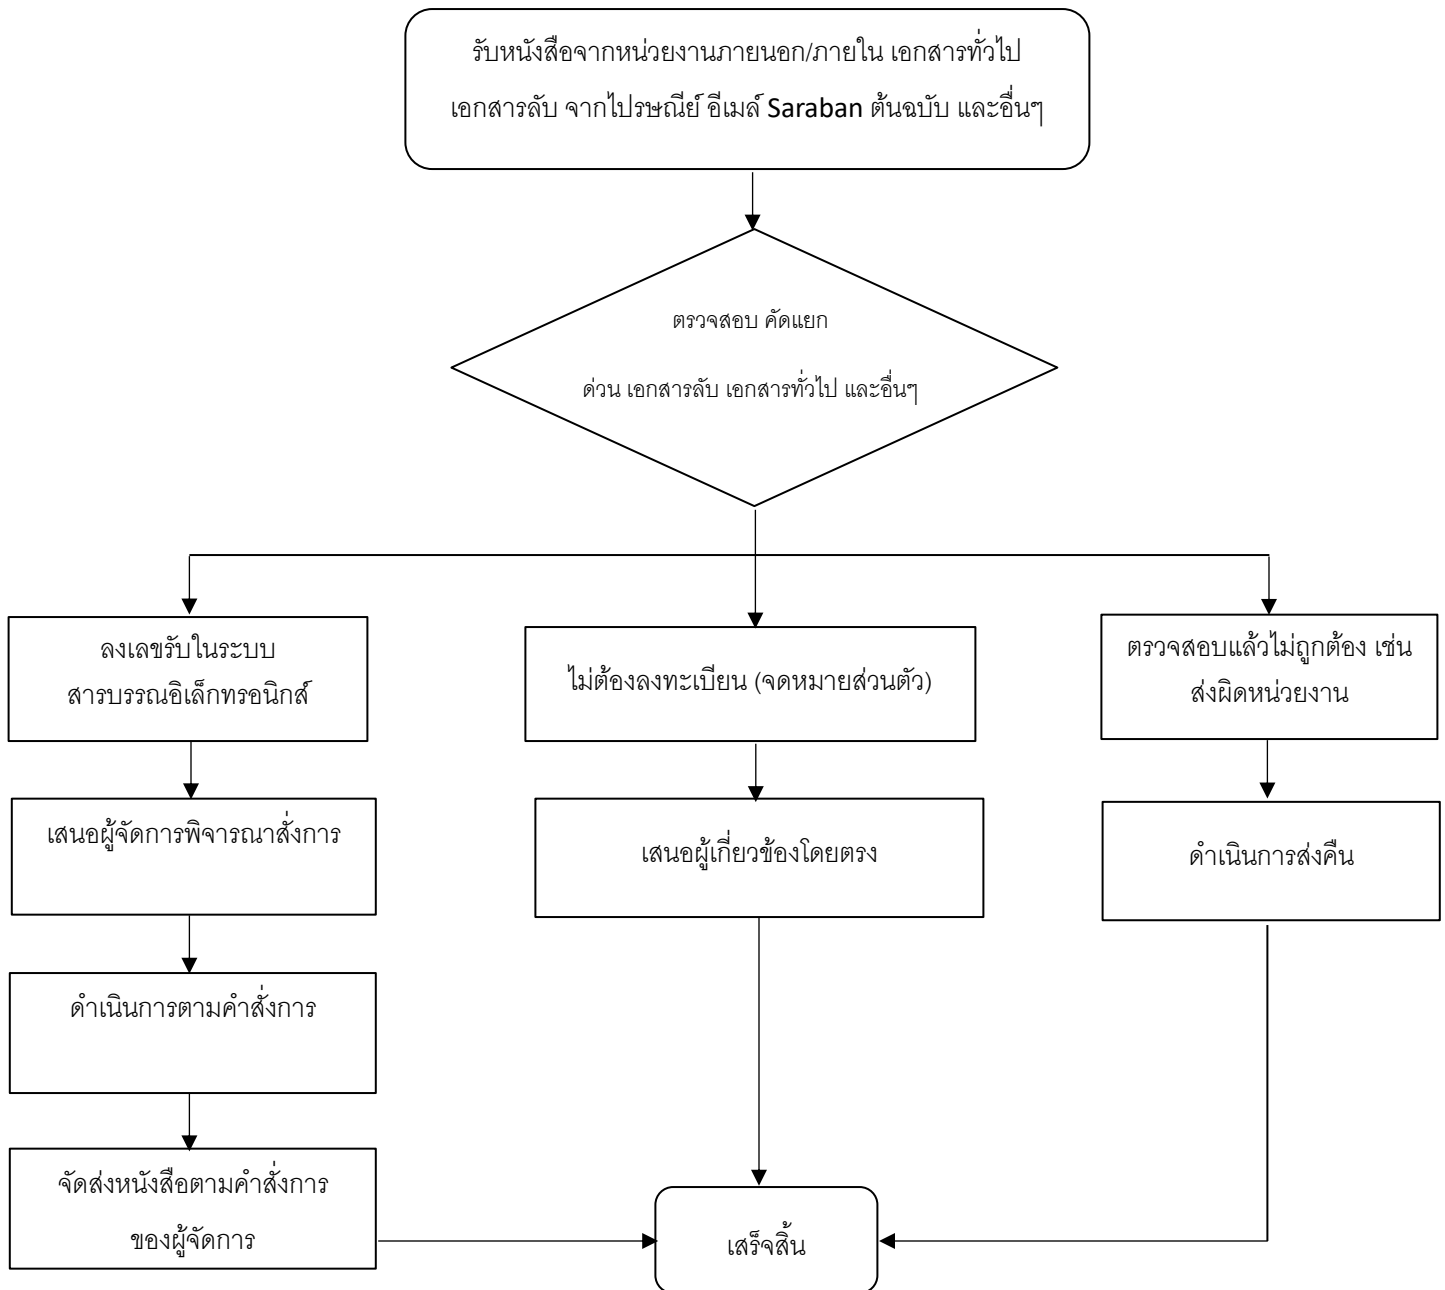 รับหนังสือจากหน่วยงานภายนอก/ภายใน เอกสารทั่วไป
เอกสารลับ จากไปรษณีย์ อีเมล์ Saraban ต้นฉบับ และอื่นๆ
ตรวจสอบ คัดแยก
ด่วน เอกสารลับ เอกสารทั่วไป และอื่นๆ
ลงเลขรับในระบบ
สารบรรณอิเล็กทรอนิกส์
เสนอผู้จัดการพิจารณาสั่งการ
ดำเนินการตามคำสั่งการ
จัดส่งหนังสือตามคำสั่งการ
ของผู้จัดการ
ไม่ต้องลงทะเบียน (จดหมายส่วนตัว)
เสนอผู้เกี่ยวข้องโดยตรง
ตรวจสอบแล้วไม่ถูกต้อง เช่น
ส่งผิดหน่วยงาน
ดำเนินการส่งคืน
เสร็จสิ้น